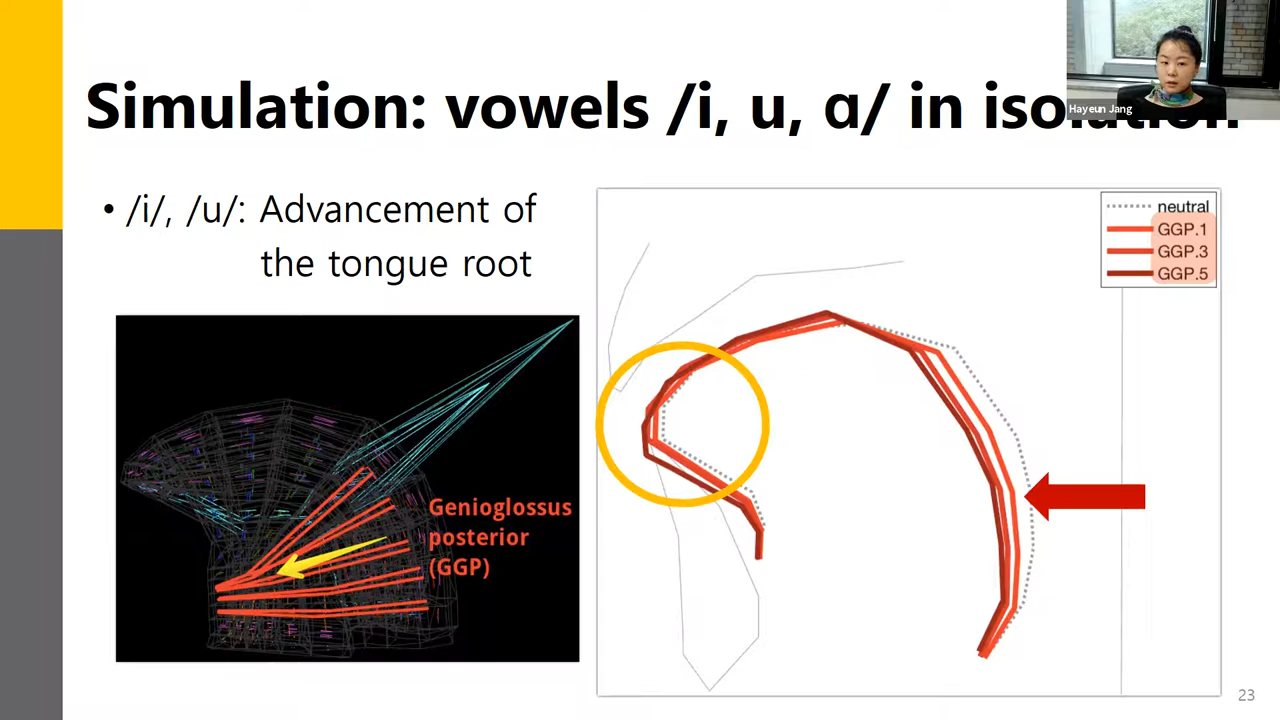 Simulation: vowels /i, u, ɑ/ in isolation
Hayeun Jang
• /i/, /u/: Advancement of
the tongue root
neutral
GGP.1
GGP.3
GGP.5
Genioglossus
posterior
(GGP)
23